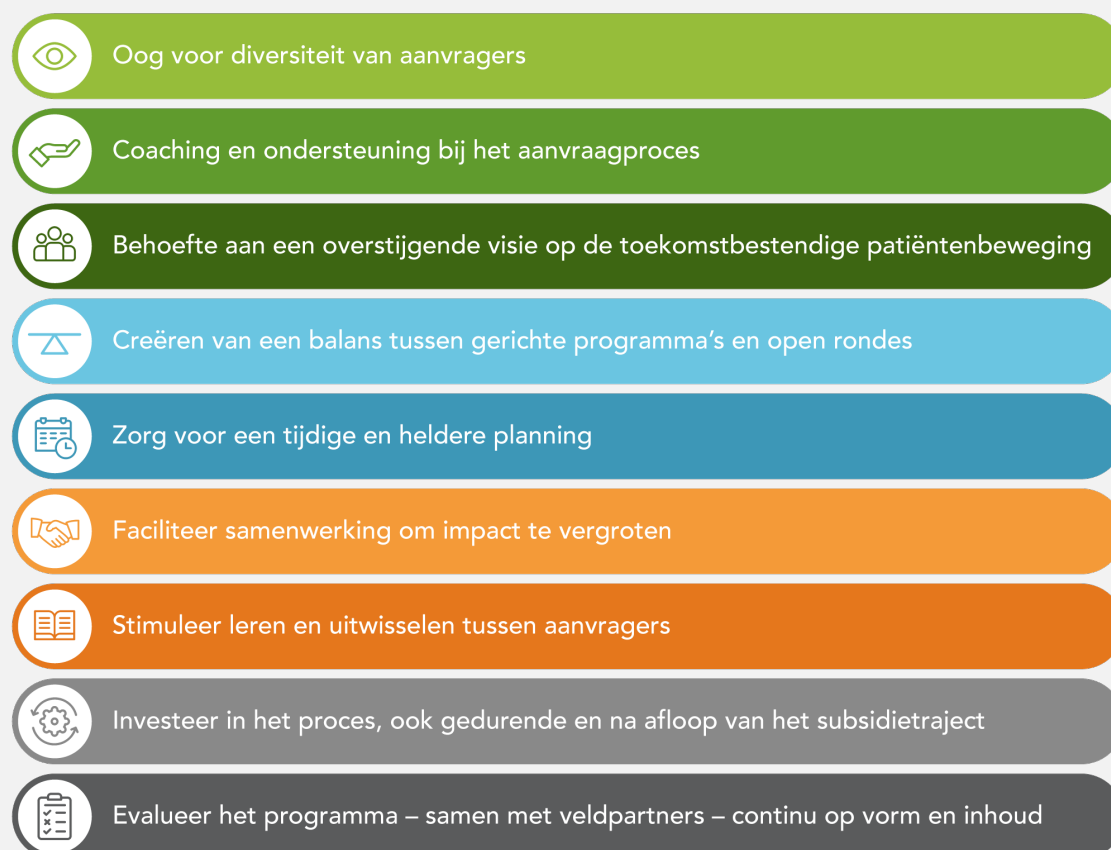 Oog voor diversiteit van aanvragers
Coaching en ondersteuning bij het aanvraagproces
Behoefte aan een overstijgende visie op de toekomstbestendige patiëntenbeweging
Creëren van een balans tussen gerichte programma’s en open rondes
Zorg voor een tijdige en heldere planning
Faciliteer samenwerking om impact te vergroten
Stimuleer leren en uitwisselen tussen aanvragers
Investeer in het proces, ook gedurende en na afloop van het subsidietraject
Evalueer het programma – samen met veldpartners – continu op vorm en inhoud